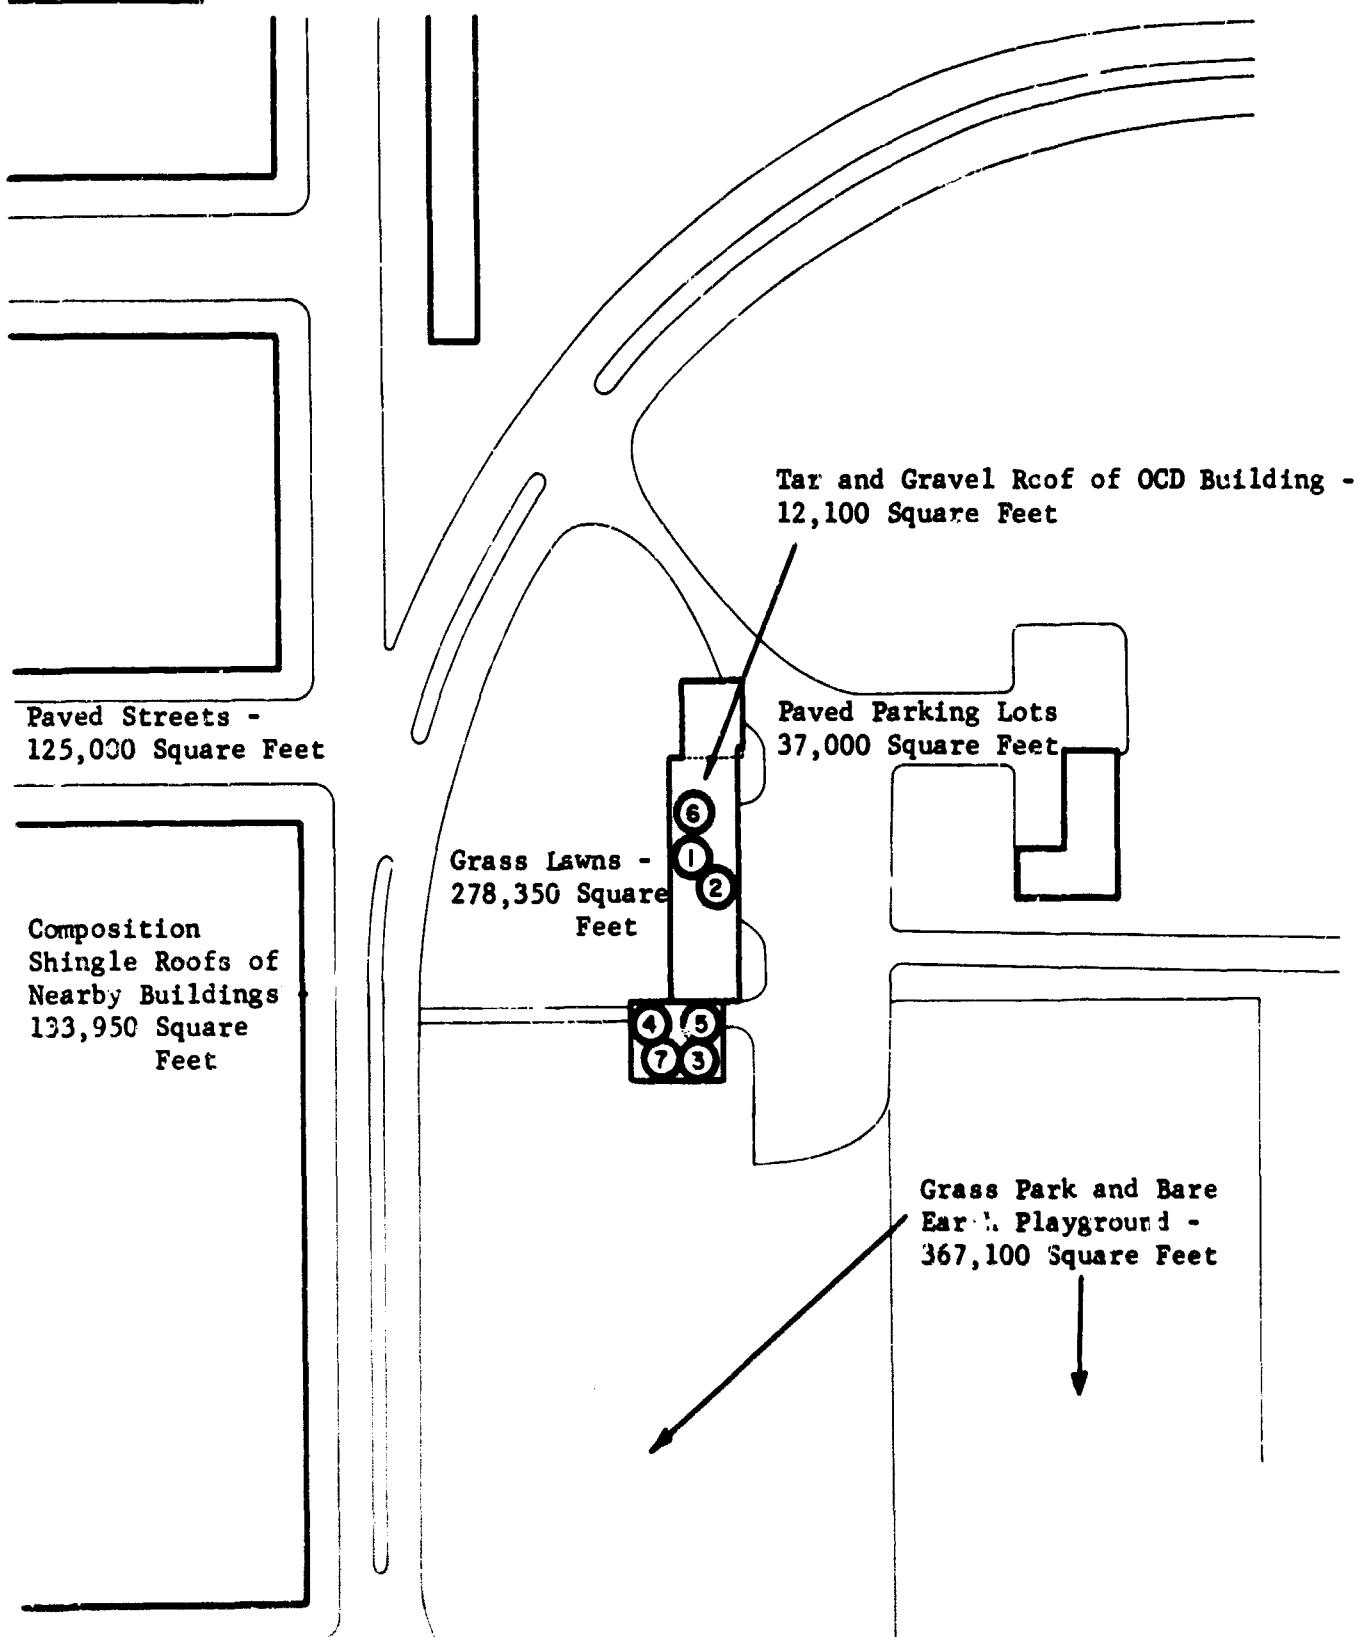 Tar and Gravel Roof of OCD Building -
12,100 Square Feet
Paved Streets -
125,000 Square Feet
Paved Parking Lots
37,000 Square Feet
6
1
2
Grass Lawns -
278,350 Square
Feet
Composition
Shingle Roofs of
Nearby Buildings
133,950 Square
Feet
4 5
7 3
Grass Park and Bare
Earth Playground -
367,100 Square Feet